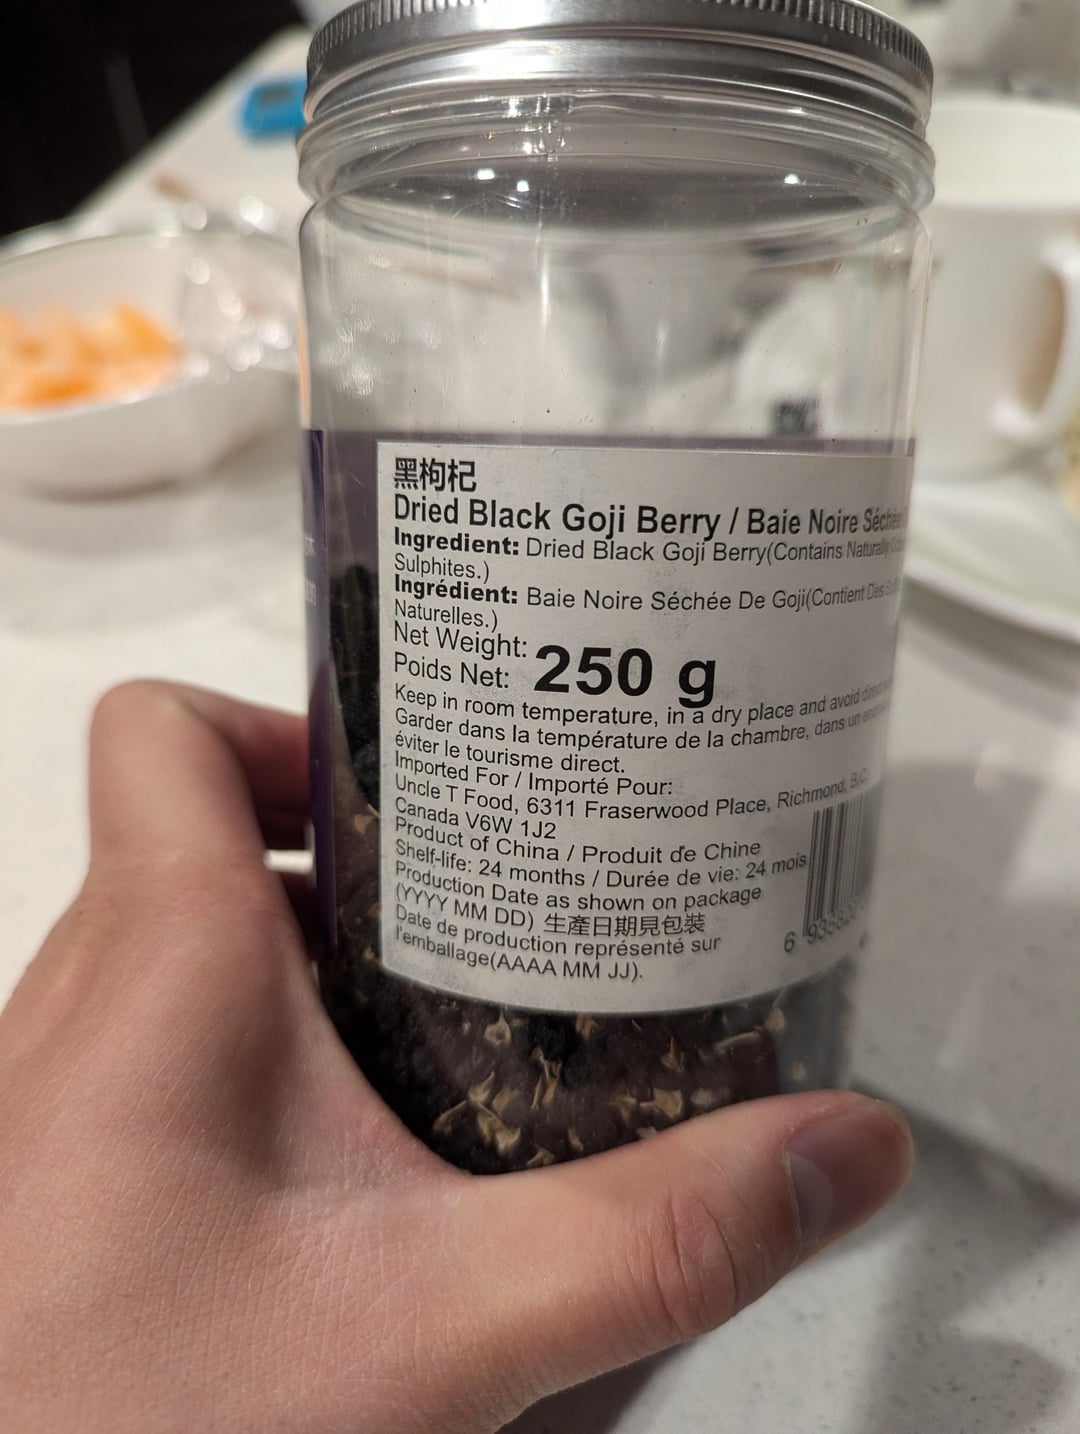 黑枸杞
Dried Black Goji Berry / Baie Noire Séchée
Ingredient: Dried Black Goji Berry(Contains Naturally
Sulphites.)
Ingrédient: Baie Noire Séchée De Goji(Contient Des
Naturelles.)
Net Weight:
Poids Net: 250 g
Keep in room temperature, in a dry place and avoid direct
Garder dans la température de la chambre, dans un
éviter le tourisme direct.
Imported For / Importé Pour:
Uncle T Food, 6311 Fraserwood Place, Richmond, B.C.
Canada V6W 1J2
Product of China / Produit de Chine
Shelf-life: 24 months / Durée de vie: 24 mois
Production Date as shown on package
(YYYY MM DD) 生產日期見包裝
Date de production représenté sur
l'emballage(AAAA MM JJ).